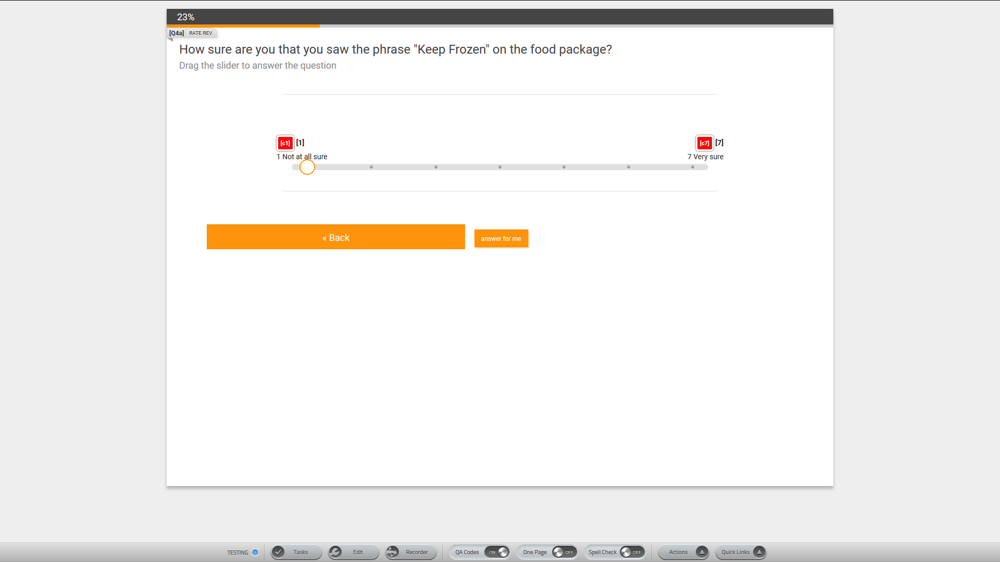 23%
[Q4a] RATE REV
How sure are you that you saw the phrase "Keep Frozen" on the food package?
Drag the slider to answer the question
[c1] [1] [c7] [7]
1 Not at all sure 7 Very sure
« Back answer for me
TESTING Tasks Edit Recorder QA Codes ON One Page OFF Spell Check OFF Actions Quick Links